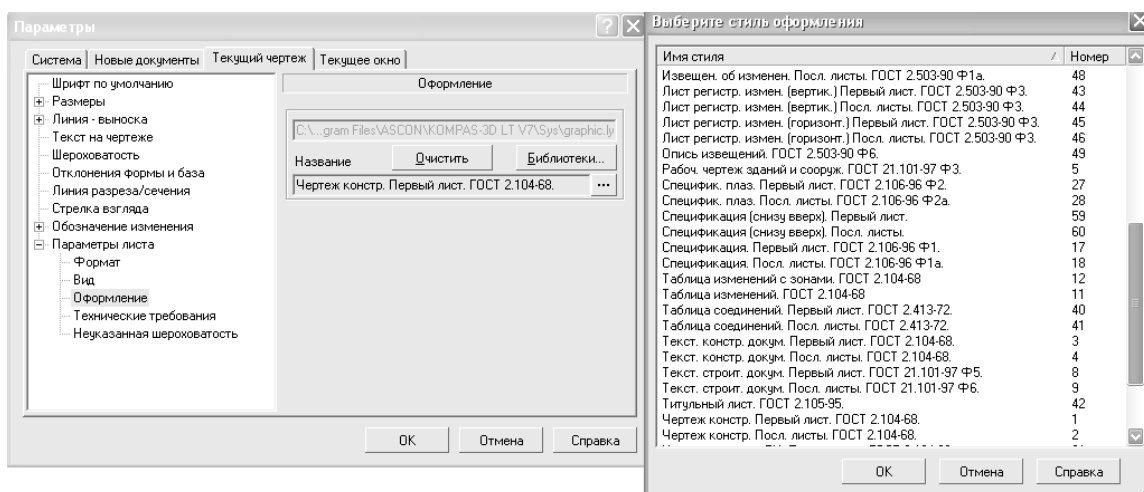 Параметры
Система
Новые документы
Текущий чертеж
Текущее окно
Шрифт по умолчанию
Размеры
Линия - выноска
Текст на чертеже
Шероховатость
Отклонения формы и база
Линия разреза/сечения
Стрелка взгляда
Обозначение изменения
Параметры листа
Формат
Вид
Оформление
Технические требования
Неуказанная шероховатость
Оформление
C:\...gram Files\ASCON\KOMPAS-3D LT V7\Sys\graphic.ly
Название
Очистить
Библиотеки...
Чертеж констр. Первый лист. ГОСТ 2.104-68.
...
OK
Отмена
Справка
Выберите стиль оформления
Имя стиля Номер
Извещен. об изменен. Посл. листы. ГОСТ 2.503-90 Ф1а. 48
Лист регистр. измен. (вертик.) Первый лист. ГОСТ 2.503-90 Ф3. 43
Лист регистр. измен. (вертик.) Посл. листы. ГОСТ 2.503-90 Ф3. 44
Лист регистр. измен. (горизонт.) Первый лист. ГОСТ 2.503-90 Ф3. 45
Лист регистр. измен. (горизонт.) Посл. листы. ГОСТ 2.503-90 Ф3. 46
Опись извещений. ГОСТ 2.503-90 Ф6. 49
Рабоч. чертеж зданий и сооруж. ГОСТ 21.101-97 Ф3. 5
Специфик. плаз. Первый лист. ГОСТ 2.106-96 Ф2. 27
Специфик. плаз. Посл. листы. ГОСТ 2.106-96 Ф2а. 28
Спецификация (снизу вверх). Первый лист. 59
Спецификация (снизу вверх). Посл. листы. 60
Спецификация. Первый лист. ГОСТ 2.106-96 Ф1. 17
Спецификация. Посл. листы. ГОСТ 2.106-96 Ф1а. 18
Таблица изменений с зонами. ГОСТ 2.104-68 12
Таблица изменений. ГОСТ 2.104-68 11
Таблица соединений. Первый лист. ГОСТ 2.413-72. 40
Таблица соединений. Посл. листы. ГОСТ 2.413-72. 41
Текст. констр. докум. Первый лист. ГОСТ 2.104-68. 3
Текст. констр. докум. Посл. листы. ГОСТ 2.104-68. 4
Текст. строит. докум. Первый лист. ГОСТ 21.101-97 Ф5. 8
Текст. строит. докум. Посл. листы. ГОСТ 21.101-97 Ф6. 9
Титульный лист. ГОСТ 2.105-95. 42
Чертеж констр. Первый лист. ГОСТ 2.104-68. 1
Чертеж констр. Посл. листы. ГОСТ 2.104-68. 2
OK
Отмена
Справка